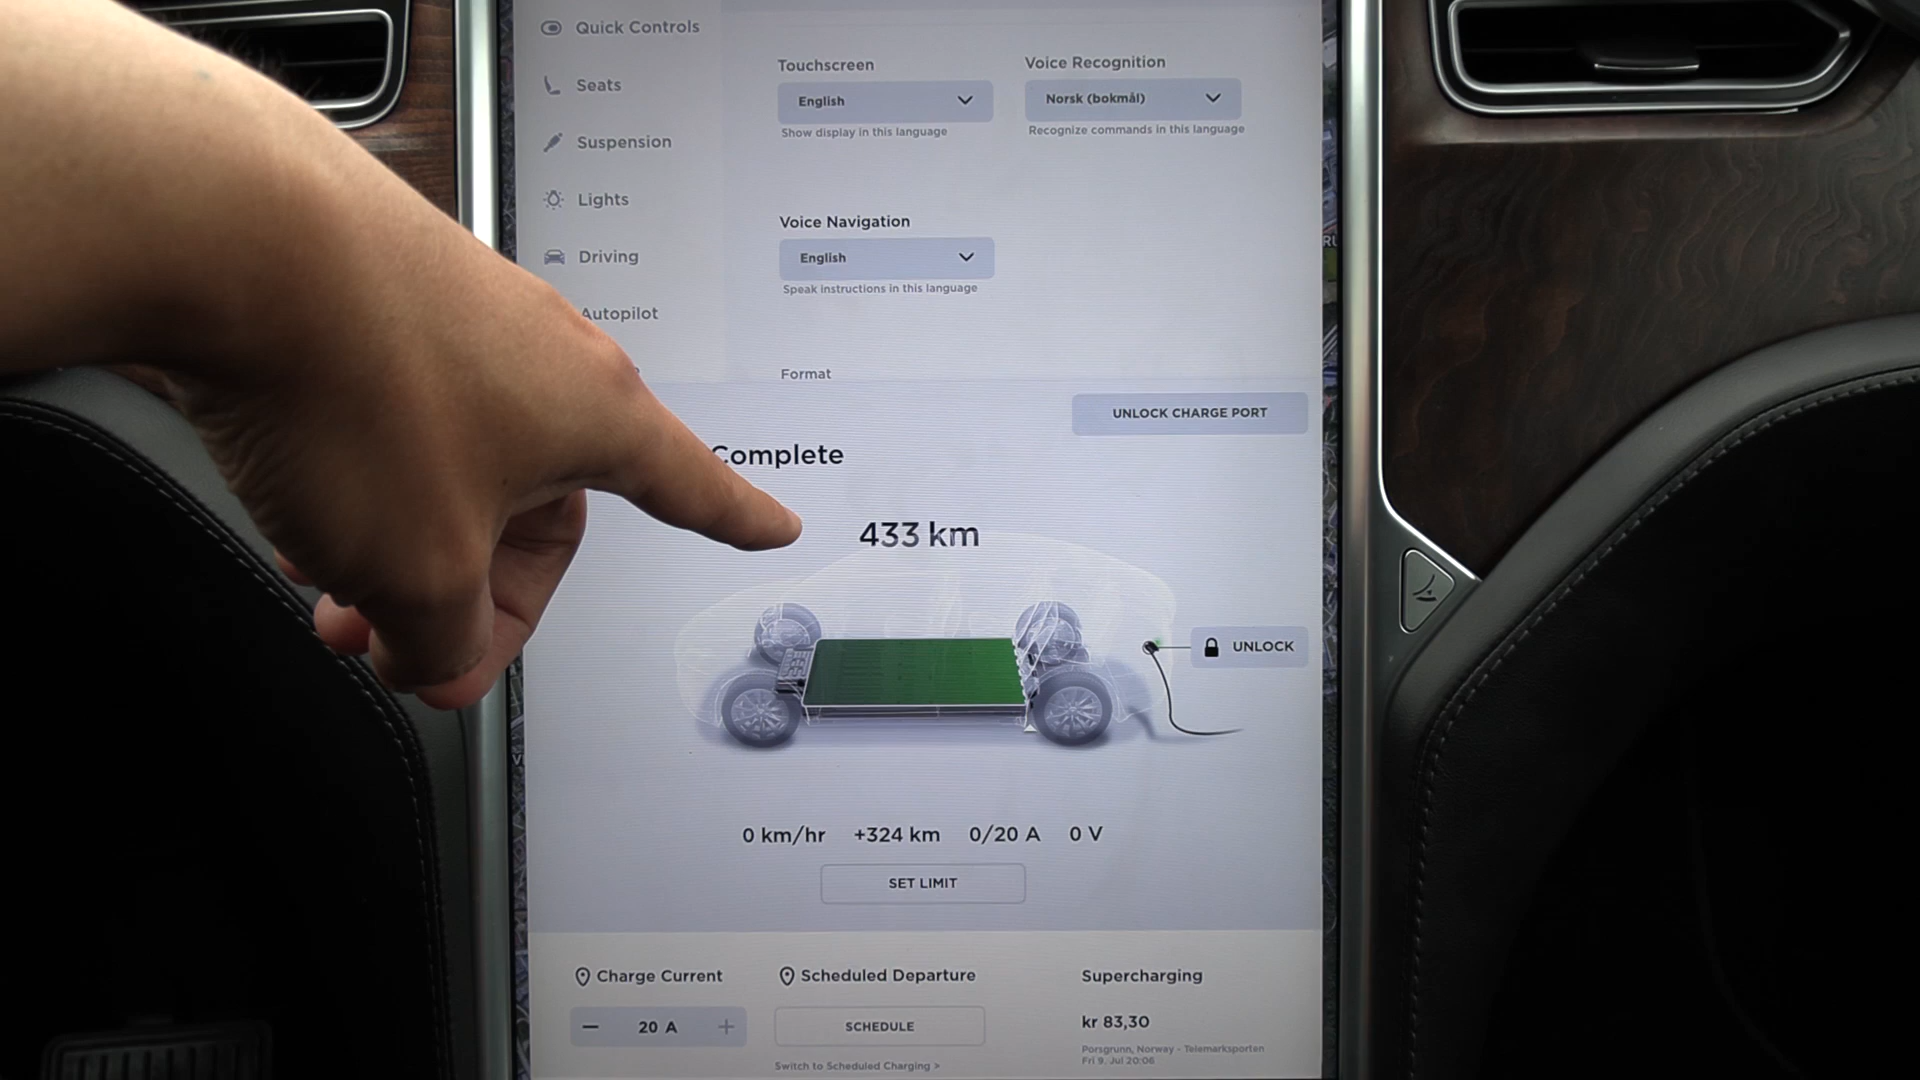 Quick Controls
Seats
Suspension
Lights
Driving
Autopilot
Touchscreen
English
Show display in this language
Voice Recognition
Norsk (bokmål)
Recognize commands in this language
Voice Navigation
English
Speak instructions in this language
Format
UNLOCK CHARGE PORT
Complete
433 km
UNLOCK
0 km/hr +324 km 0/20 A 0 V
SET LIMIT
Charge Current
− 20 A +
Scheduled Departure
SCHEDULE
Switch to Scheduled Charging >
Supercharging
kr 83,30
Porsgrunn, Norway - Telemarksporten
Fri 9. Jul 20:06